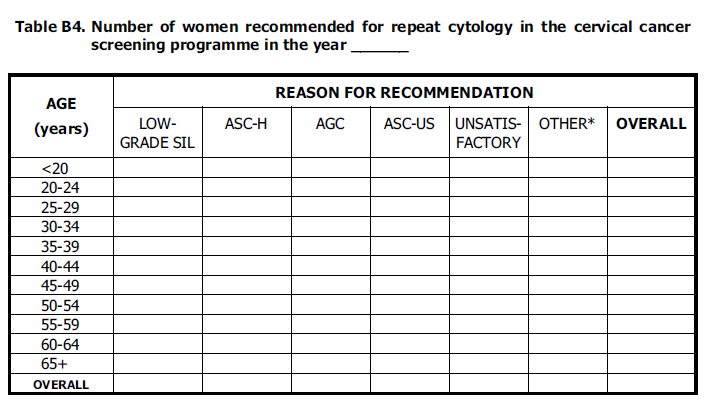 Table B4. Number of women recommended for repeat cytology in the cervical cancer
screening programme in the year ______
AGE
(years)
REASON FOR RECOMMENDATION
LOW-
GRADE SIL
ASC-H
AGC
ASC-US
UNSATIS-
FACTORY
OTHER*
OVERALL
<20
20-24
25-29
30-34
35-39
40-44
45-49
50-54
55-59
60-64
65+
OVERALL